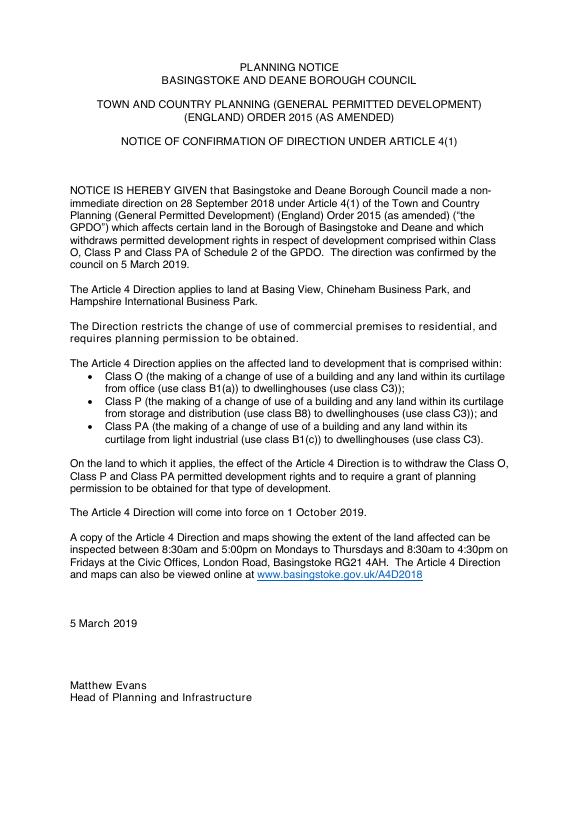 PLANNING NOTICE
BASINGSTOKE AND DEANE BOROUGH COUNCIL
TOWN AND COUNTRY PLANNING (GENERAL PERMITTED DEVELOPMENT)
(ENGLAND) ORDER 2015 (AS AMENDED)
NOTICE OF CONFIRMATION OF DIRECTION UNDER ARTICLE 4(1)
NOTICE IS HEREBY GIVEN that Basingstoke and Deane Borough Council made a non-
immediate direction on 28 September 2018 under Article 4(1) of the Town and Country
Planning (General Permitted Development) (England) Order 2015 (as amended) (“the
GPDO”) which affects certain land in the Borough of Basingstoke and Deane and which
withdraws permitted development rights in respect of development comprised within Class
O, Class P and Class PA of Schedule 2 of the GPDO. The direction was confirmed by the
council on 5 March 2019.
The Article 4 Direction applies to land at Basing View, Chineham Business Park, and
Hampshire International Business Park.
The Direction restricts the change of use of commercial premises to residential, and
requires planning permission to be obtained.
The Article 4 Direction applies on the affected land to development that is comprised within:
• Class O (the making of a change of use of a building and any land within its curtilage
from office (use class B1(a)) to dwellinghouses (use class C3));
• Class P (the making of a change of use of a building and any land within its curtilage
from storage and distribution (use class B8) to dwellinghouses (use class C3)); and
• Class PA (the making of a change of use of a building and any land within its
curtilage from light industrial (use class B1(c)) to dwellinghouses (use class C3).
On the land to which it applies, the effect of the Article 4 Direction is to withdraw the Class O,
Class P and Class PA permitted development rights and to require a grant of planning
permission to be obtained for that type of development.
The Article 4 Direction will come into force on 1 October 2019.
A copy of the Article 4 Direction and maps showing the extent of the land affected can be
inspected between 8:30am and 5:00pm on Mondays to Thursdays and 8:30am to 4:30pm on
Fridays at the Civic Offices, London Road, Basingstoke RG21 4AH. The Article 4 Direction
and maps can also be viewed online at www.basingstoke.gov.uk/A4D2018
5 March 2019
Matthew Evans
Head of Planning and Infrastructure